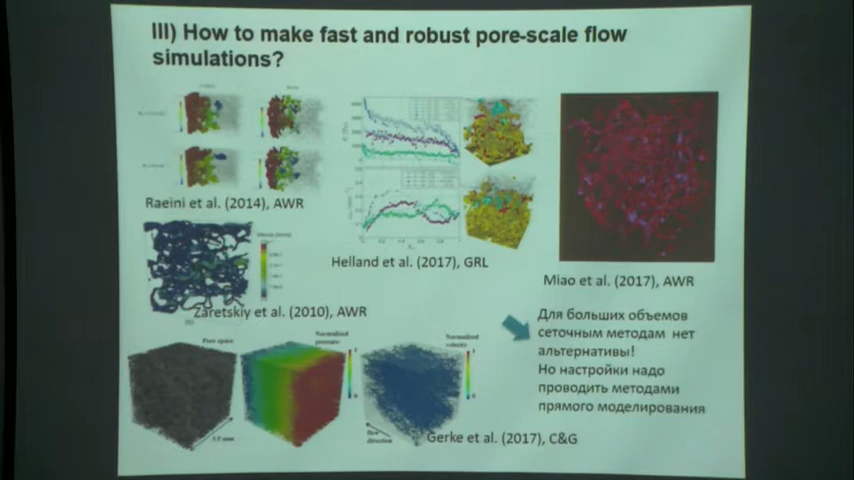 III) How to make fast and robust pore-scale flow
simulations?
Raeini et al. (2014), AWR
Helland et al. (2017), GRL
Miao et al. (2017), AWR
Zaretskiy et al. (2010), AWR
Для больших объемов
сеточным методам нет
альтернативы!
Но настройки надо
проводить методами
прямого моделирования
Pore space
Normalized
pressure
Normalized
velocity
flow
direction
Gerke et al. (2017), C&G